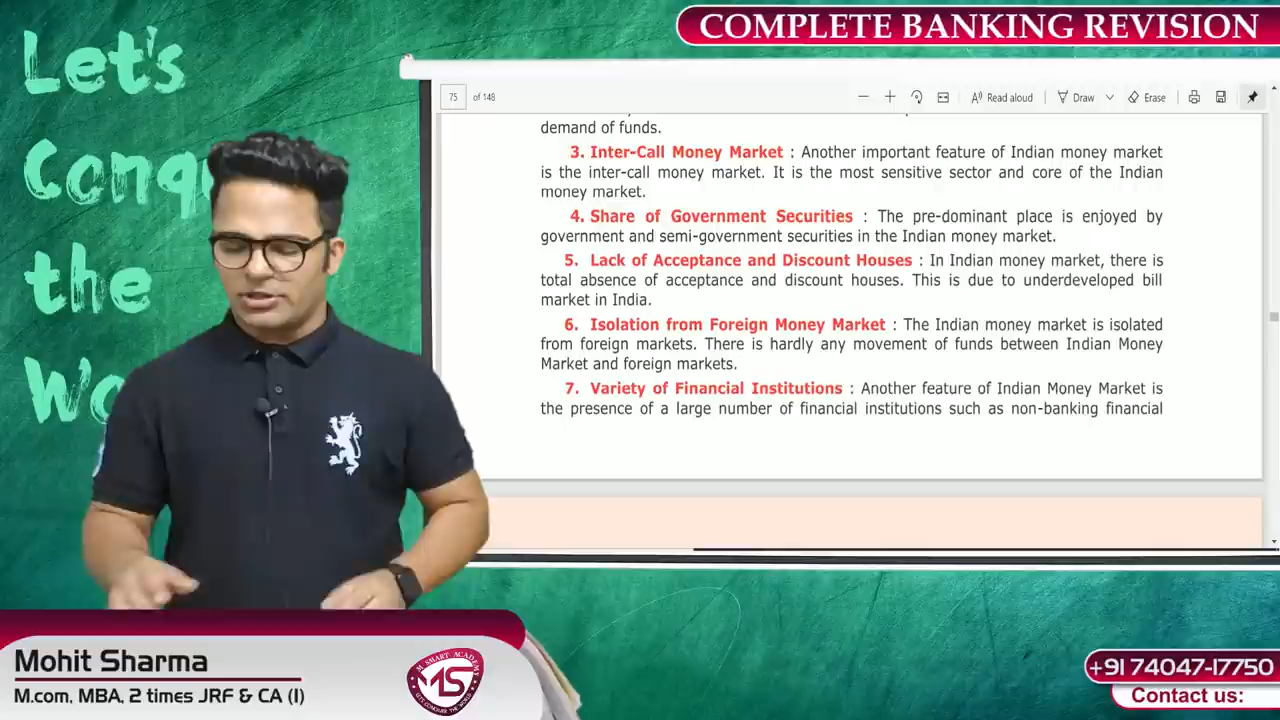 COMPLETE BANKING REVISION
Let's
Conq
the
Wo
75 of 148
Read aloud
Draw
Erase
demand of funds.
3. Inter-Call Money Market : Another important feature of Indian money market
is the inter-call money market. It is the most sensitive sector and core of the Indian
money market.
4. Share of Government Securities : The pre-dominant place is enjoyed by
government and semi-government securities in the Indian money market.
5. Lack of Acceptance and Discount Houses : In Indian money market, there is
total absence of acceptance and discount houses. This is due to underdeveloped bill
market in India.
6. Isolation from Foreign Money Market : The Indian money market is isolated
from foreign markets. There is hardly any movement of funds between Indian Money
Market and foreign markets.
7. Variety of Financial Institutions : Another feature of Indian Money Market is
the presence of a large number of financial institutions such as non-banking financial
Mohit Sharma
M.com, MBA, 2 times JRF & CA (I)
M SMART ACADEMY
MS
LET'S CONQUER THE WORLD
+91 74047-17750
Contact us: